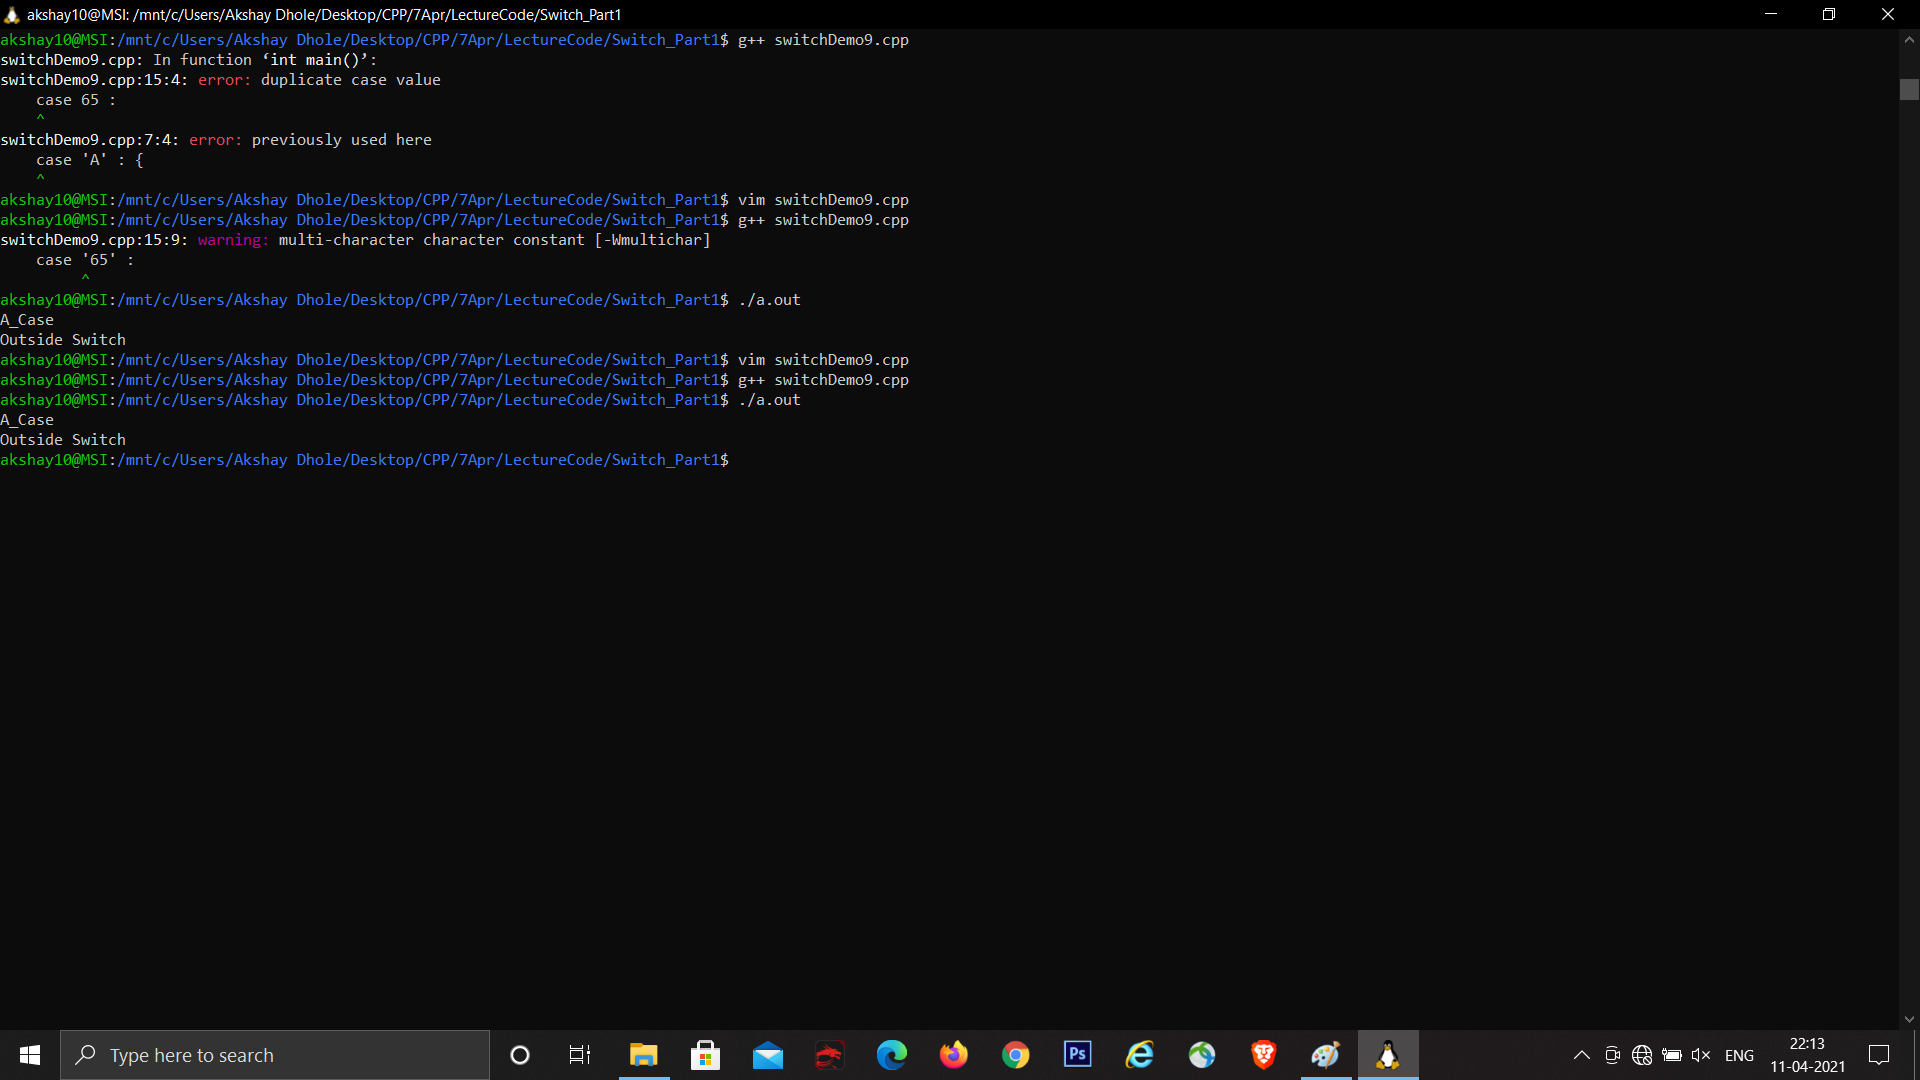 akshay10@MSI: /mnt/c/Users/Akshay Dhole/Desktop/CPP/7Apr/LectureCode/Switch_Part1
akshay10@MSI:/mnt/c/Users/Akshay Dhole/Desktop/CPP/7Apr/LectureCode/Switch_Part1$ g++ switchDemo9.cpp
switchDemo9.cpp: In function ‘int main()’:
switchDemo9.cpp:15:4: error: duplicate case value
    case 65 :
    ^
switchDemo9.cpp:7:4: error: previously used here
    case 'A' : {
    ^
akshay10@MSI:/mnt/c/Users/Akshay Dhole/Desktop/CPP/7Apr/LectureCode/Switch_Part1$ vim switchDemo9.cpp
akshay10@MSI:/mnt/c/Users/Akshay Dhole/Desktop/CPP/7Apr/LectureCode/Switch_Part1$ g++ switchDemo9.cpp
switchDemo9.cpp:15:9: warning: multi-character character constant [-Wmultichar]
    case '65' :
         ^
akshay10@MSI:/mnt/c/Users/Akshay Dhole/Desktop/CPP/7Apr/LectureCode/Switch_Part1$ ./a.out
A_Case
Outside Switch
akshay10@MSI:/mnt/c/Users/Akshay Dhole/Desktop/CPP/7Apr/LectureCode/Switch_Part1$ vim switchDemo9.cpp
akshay10@MSI:/mnt/c/Users/Akshay Dhole/Desktop/CPP/7Apr/LectureCode/Switch_Part1$ g++ switchDemo9.cpp
akshay10@MSI:/mnt/c/Users/Akshay Dhole/Desktop/CPP/7Apr/LectureCode/Switch_Part1$ ./a.out
A_Case
Outside Switch
akshay10@MSI:/mnt/c/Users/Akshay Dhole/Desktop/CPP/7Apr/LectureCode/Switch_Part1$
Type here to search
Ps
ENG
22:13
11-04-2021